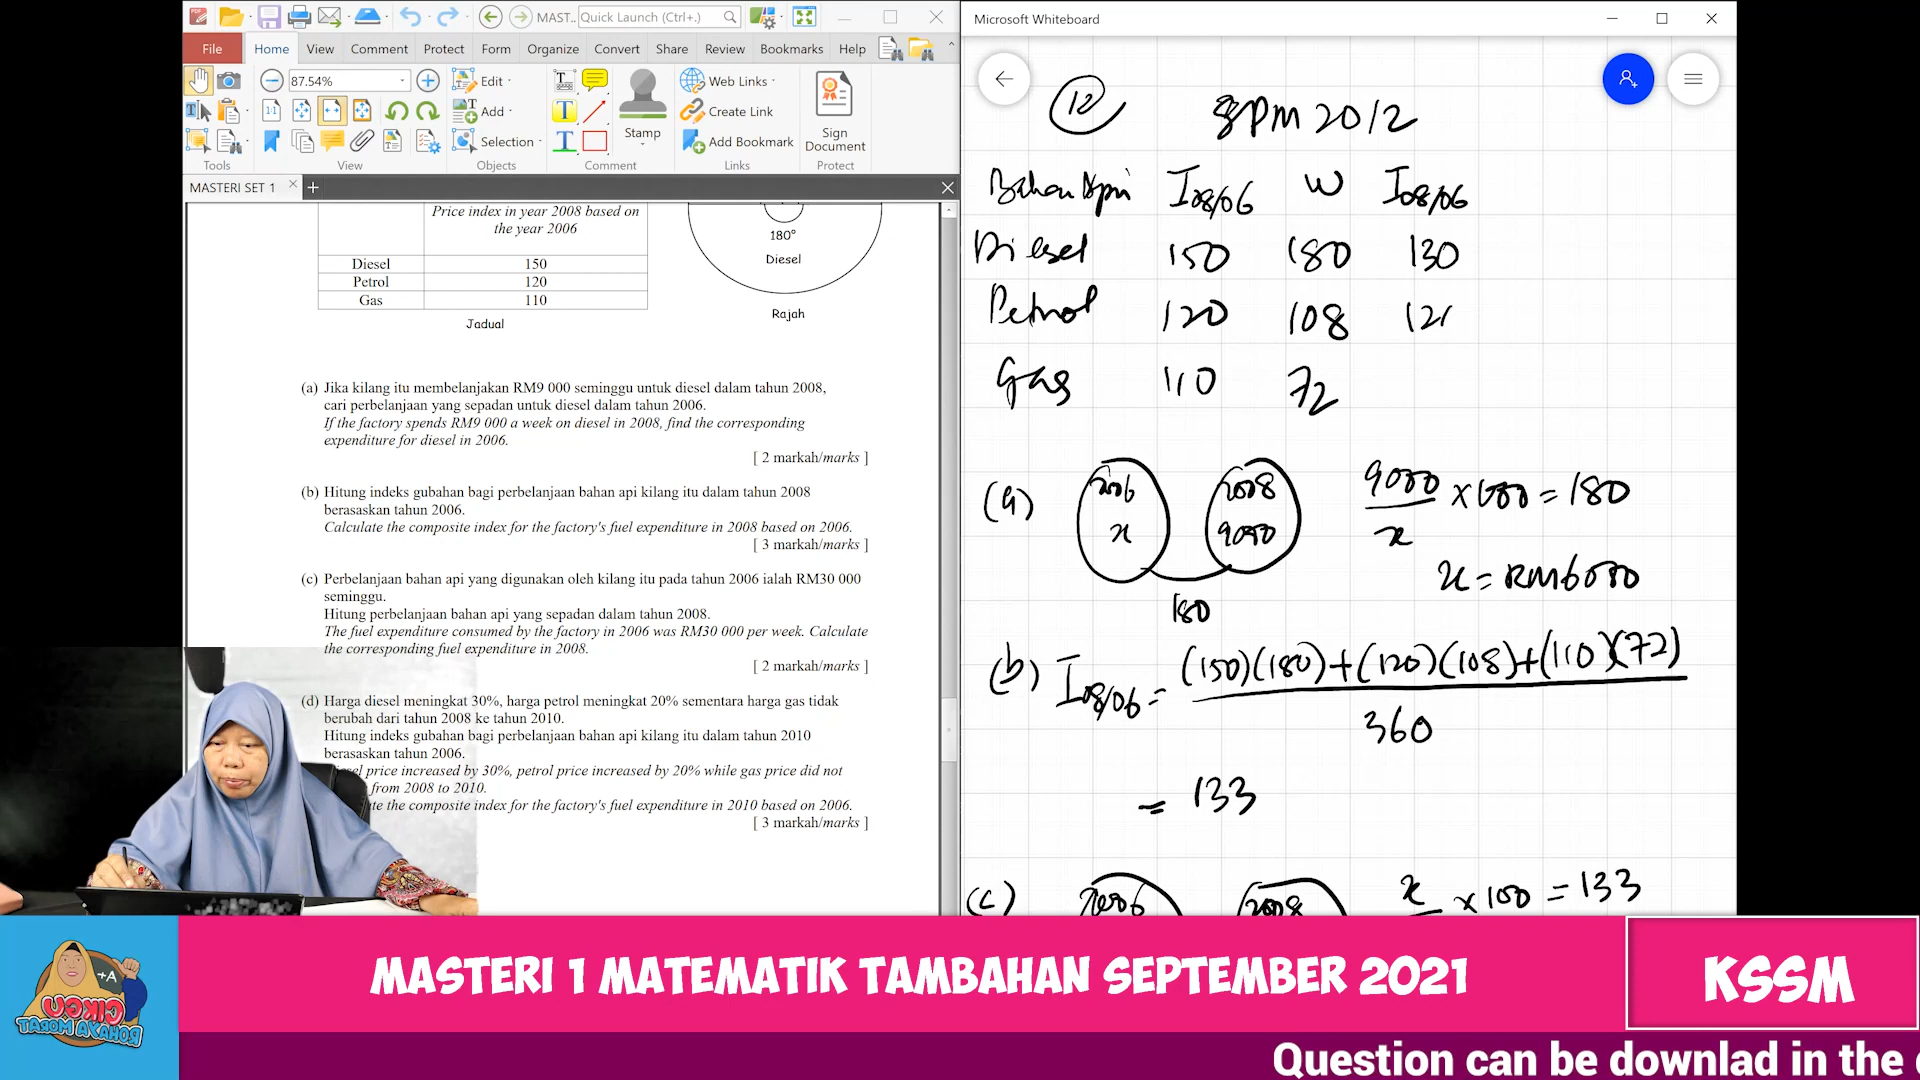 MAST.. Quick Launch (Ctrl+.)
File Home View Comment Protect Form Organize Convert Share Review Bookmarks Help
87.54%
Edit
Add
Selection
Stamp
Web Links
Create Link
Add Bookmark
Sign
Document
Tools View Objects Comment Links Protect
MASTERI SET 1
Price index in year 2008 based on
the year 2006
Diesel 150
Petrol 120
Gas 110
Jadual
180°
Diesel
Rajah
(a) Jika kilang itu membelanjakan RM9 000 seminggu untuk diesel dalam tahun 2008,
cari perbelanjaan yang sepadan untuk diesel dalam tahun 2006.
If the factory spends RM9 000 a week on diesel in 2008, find the corresponding
expenditure for diesel in 2006.
[ 2 markah/marks ]
(b) Hitung indeks gubahan bagi perbelanjaan bahan api kilang itu dalam tahun 2008
berasaskan tahun 2006.
Calculate the composite index for the factory's fuel expenditure in 2008 based on 2006.
[ 3 markah/marks ]
(c) Perbelanjaan bahan api yang digunakan oleh kilang itu pada tahun 2006 ialah RM30 000
seminggu.
Hitung perbelanjaan bahan api yang sepadan dalam tahun 2008.
The fuel expenditure consumed by the factory in 2006 was RM30 000 per week. Calculate
the corresponding fuel expenditure in 2008.
[ 2 markah/marks ]
(d) Harga diesel meningkat 30%, harga petrol meningkat 20% sementara harga gas tidak
berubah dari tahun 2008 ke tahun 2010.
Hitung indeks gubahan bagi perbelanjaan bahan api kilang itu dalam tahun 2010
berasaskan tahun 2006.
price increased by 30%, petrol price increased by 20% while gas price did not
from 2008 to 2010.
the composite index for the factory's fuel expenditure in 2010 based on 2006.
[ 3 markah/marks ]
Microsoft Whiteboard
12 SPM 2012
Bahan Api I08/06 W I08/06
Diesel 150 180 130
Petrol 120 108 12
Gas 110 72
(a) 2006 2008 9000/x × 100 = 180
x 9000
x = RM6000
180
(b) I08/06 = (150)(180)+(120)(108)+(110)(72)
360
= 133
(c) 2006 2008 x × 100 = 133
+A
CIKGU
ROHAYA MORAT
MASTERI 1 MATEMATIK TAMBAHAN SEPTEMBER 2021
KSSM
Question can be downlad in the